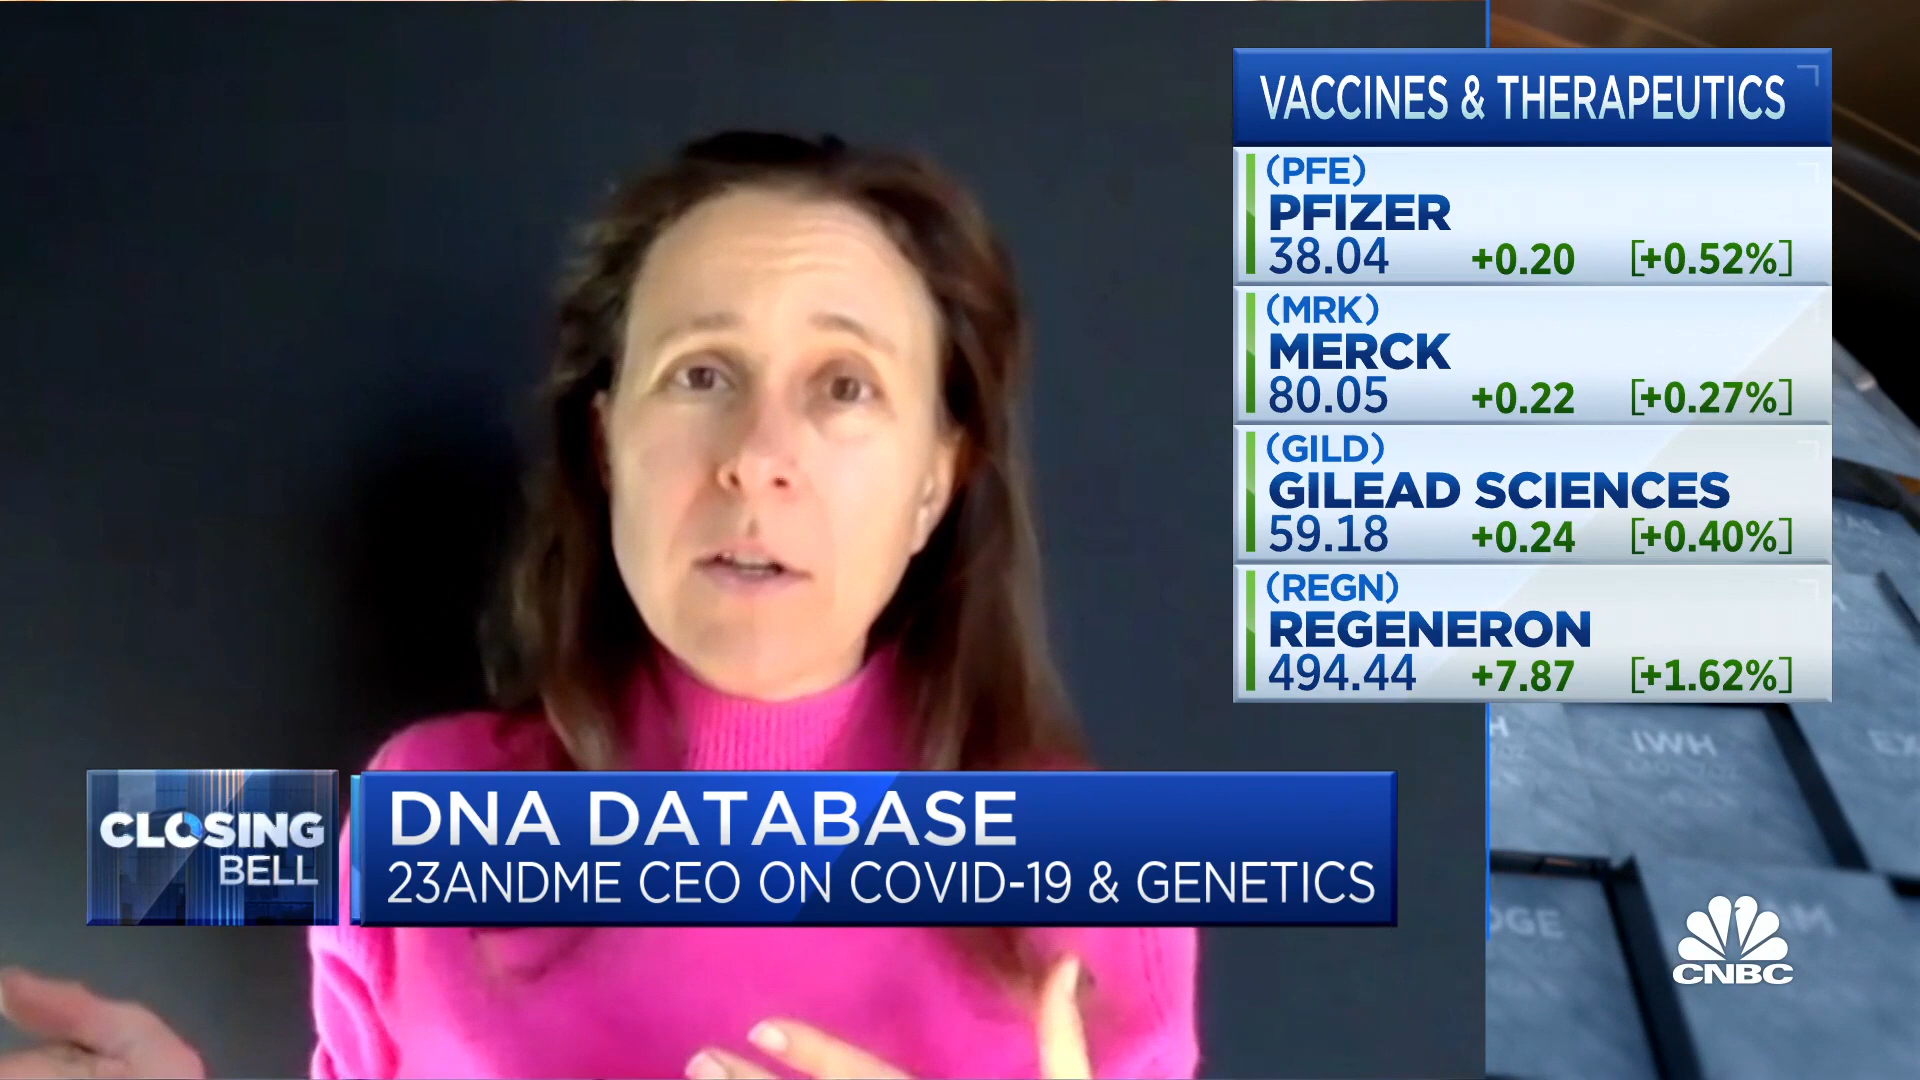 VACCINES & THERAPEUTICS
(PFE)
PFIZER
38.04 +0.20 [+0.52%]
(MRK)
MERCK
80.05 +0.22 [+0.27%]
(GILD)
GILEAD SCIENCES
59.18 +0.24 [+0.40%]
(REGN)
REGENERON
494.44 +7.87 [+1.62%]
IWH
CLOSING
BELL
DNA DATABASE
23ANDME CEO ON COVID-19 & GENETICS
CNBC